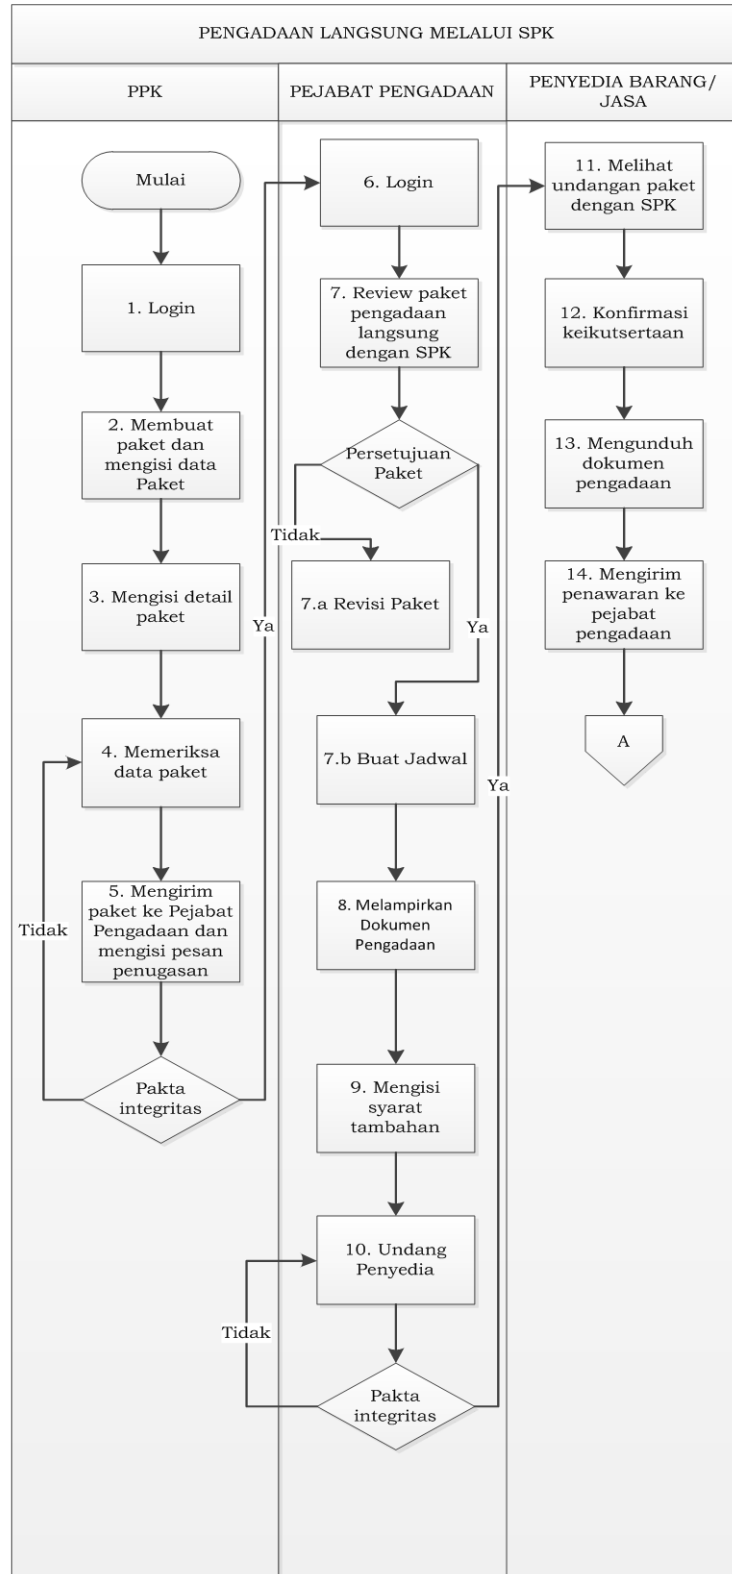 PENGADAAN LANGSUNG MELALUI SPK
PPK
PEJABAT PENGADAAN
PENYEDIA BARANG/
JASA
Mulai
1. Login
2. Membuat
paket dan
mengisi data
Paket
3. Mengisi detail
paket
4. Memeriksa
data paket
5. Mengirim
paket ke Pejabat
Pengadaan dan
mengisi pesan
penugasan
Tidak
Pakta
integritas
Ya
6. Login
7. Review paket
pengadaan
langsung
dengan SPK
Persetujuan
Paket
Tidak
7.a Revisi Paket
Ya
7.b Buat Jadwal
8. Melampirkan
Dokumen
Pengadaan
9. Mengisi
syarat
tambahan
10. Undang
Penyedia
Tidak
Pakta
integritas
Ya
11. Melihat
undangan paket
dengan SPK
12. Konfirmasi
keikutsertaan
13. Mengunduh
dokumen
pengadaan
14. Mengirim
penawaran ke
pejabat
pengadaan
A